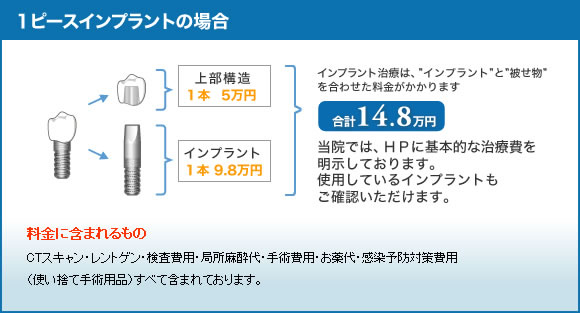 1ピースインプラントの場合
上部構造
1本 5万円
インプラント
1本 9.8万円
インプラント治療は、"インプラント"と"被せ物"
を合わせた料金がかかります
合計14.8万円
当院では、HPに基本的な治療費を
明示しております。
使用しているインプラントも
ご確認いただけます。
料金に含まれるもの
CTスキャン・レントゲン・検査費用・局所麻酔代・手術費用・お薬代・感染予防対策費用
（使い捨て手術用品）すべて含まれております。